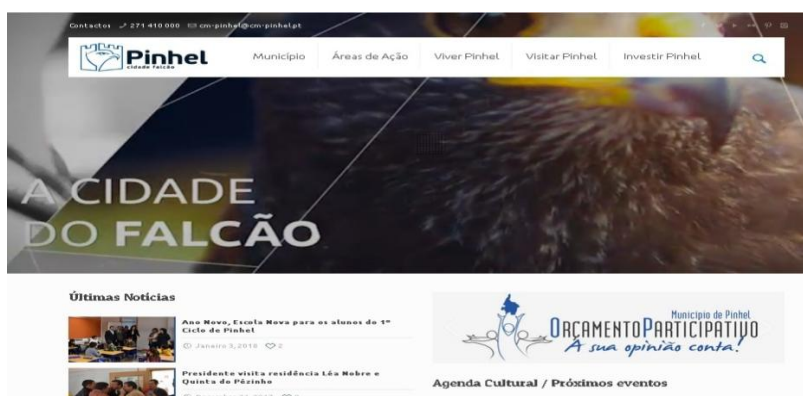 Contactos 271 410 000 cm-pinhel@cm-pinhel.pt
Pinhel
cidade falcão
Município Áreas de Ação Viver Pinhel Visitar Pinhel Investir Pinhel
A CIDADE
DO FALCÃO
Últimas Notícias
Ano Novo, Escola Nova para os alunos do 1º
Ciclo de Pinhel
Janeiro 3, 2018 2
Presidente visita residência Léa Nobre e
Quinta do Pézinho
Município de Pinhel
ORÇAMENTOPARTICIPATIVO
A sua opinião conta!
Agenda Cultural / Próximos eventos